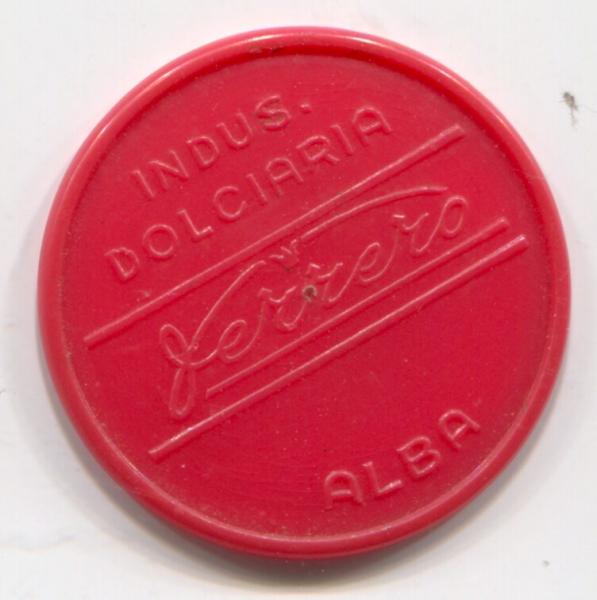 INDUS.
DOLCIARIA
Ferrero
ALBA